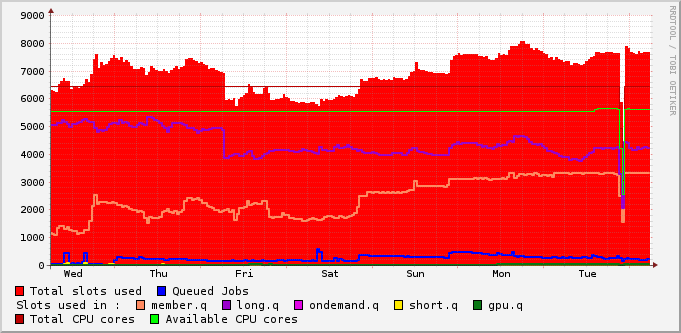 9000
8000
7000
6000
5000
4000
3000
2000
1000
0
Wed Thu Fri Sat Sun Mon Tue
Total slots used Queued Jobs
Slots used in : member.q long.q ondemand.q short.q gpu.q
Total CPU cores Available CPU cores
RRDTOOL / TOBI OETIKER